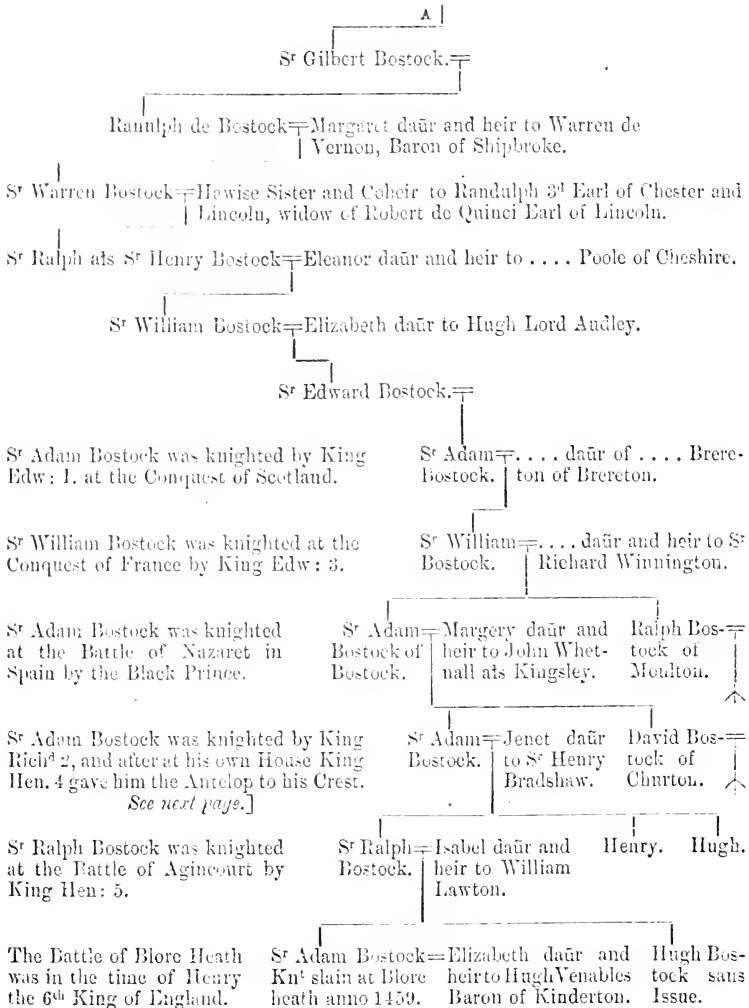 A
Sʳ Gilbert Bostock.
Ranulph de Bostock=Margaret daūr and heir to Warren de
Vernon, Baron of Shipbroke.
Sʳ Warren Bostock=Hawise Sister and Coheir to Randulph 3ᵈ Earl of Chester and
Lincoln, widow of Robert de Quinci Earl of Lincoln.
Sʳ Ralph ats Sʳ Henry Bostock=Eleanor daūr and heir to .... Poole of Cheshire.
Sʳ William Bostock=Elizabeth daūr to Hugh Lord Audley.
Sʳ Edward Bostock.
Sʳ Adam Bostock was knighted by King
Edw: 1. at the Conquest of Scotland.
Sʳ Adam=.... daūr of .... Brere-
Bostock. ton of Brereton.
Sʳ William Bostock was knighted at the
Conquest of France by King Edw: 3.
Sʳ William=.... daūr and heir to Sʳ
Bostock. Richard Winnington.
Sʳ Adam Bostock was knighted
at the Battle of Nazaret in
Spain by the Black Prince.
Sʳ Adam=Margery daūr and
Bostock of heir to John Whet-
Bostock. nall ats Kingsley.
Ralph Bos-
tock of
Moulton.
Sʳ Adam Bostock was knighted by King
Richᵈ 2, and after at his own House King
Hen. 4 gave him the Antelop to his Crest.
See next page.]
Sʳ Adam=Jenet daūr
Bostock. to Sʳ Henry
Bradshaw.
David Bos-
tock of
Churton.
Sʳ Ralph Bostock was knighted
at the Battle of Agincourt by
King Hen: 5.
Sʳ Ralph=Isabel daūr and
Bostock. heir to William
Lawton.
Henry. Hugh.
The Battle of Blore Heath
was in the time of Henry
the 6ᵗʰ King of England.
Sʳ Adam Bostock=Elizabeth daūr and
Knᵗ slain at Blore heir to Hugh Venables
heath anno 1459. Baron of Kinderton.
Hugh Bos-
tock sans
Issue.